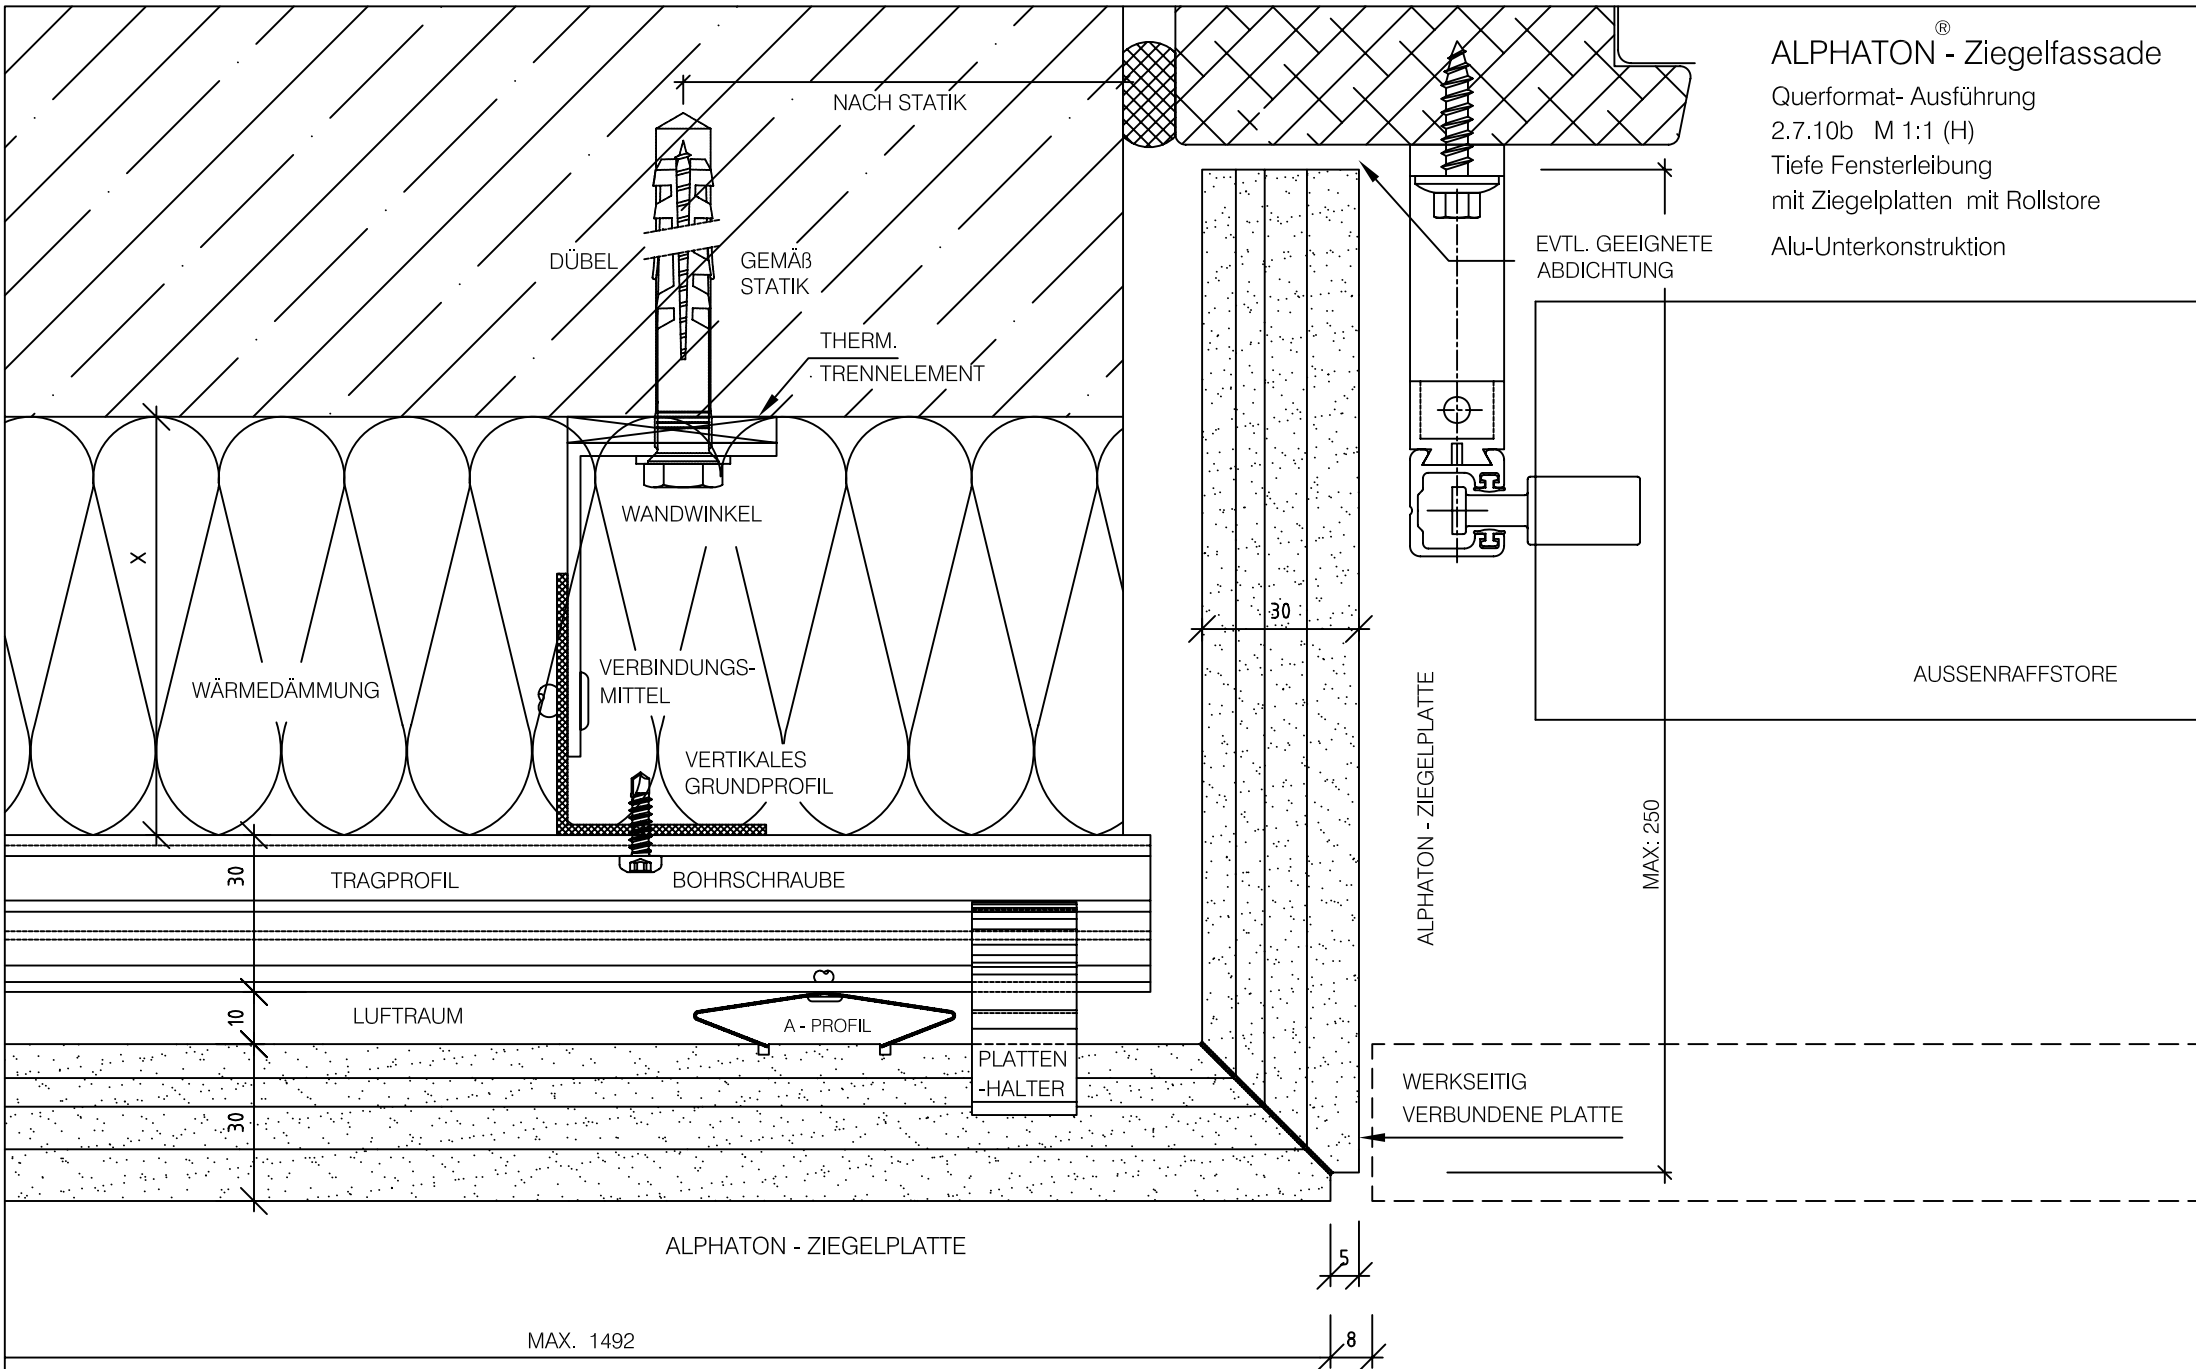 ALPHATON® - Ziegelfassade
Querformat- Ausführung
2.7.10b M 1:1 (H)
Tiefe Fensterleibung
mit Ziegelplatten mit Rollstore
Alu-Unterkonstruktion
NACH STATIK
DÜBEL
GEMÄß
STATIK
THERM.
TRENNELEMENT
EVTL. GEEIGNETE
ABDICHTUNG
WANDWINKEL
X
30
WÄRMEDÄMMUNG
VERBINDUNGS-
MITTEL
AUSSENRAFFSTORE
VERTIKALES
GRUNDPROFIL
ALPHATON - ZIEGELPLATTE
MAX: 250
30
TRAGPROFIL
BOHRSCHRAUBE
10
LUFTRAUM
A - PROFIL
PLATTEN
-HALTER
WERKSEITIG
VERBUNDENE PLATTE
30
ALPHATON - ZIEGELPLATTE
5
MAX. 1492
8